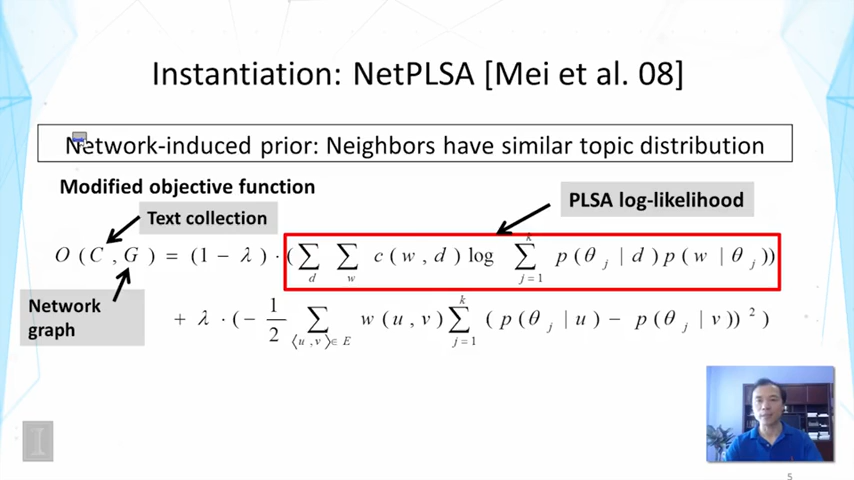 Instantiation: NetPLSA [Mei et al. 08]
Network-induced prior: Neighbors have similar topic distribution
Modified objective function
PLSA log-likelihood
Text collection
O ( C , G ) = (1 − λ ) · ( ∑_d ∑_w c ( w , d ) log ∑_{j=1}^k p ( θ_j | d ) p ( w | θ_j ))
Network
graph
+ λ · ( − 1/2 ∑_{⟨u,v⟩∈E} w ( u , v ) ∑_{j=1}^k ( p ( θ_j | u ) − p ( θ_j | v ))² )
I
5